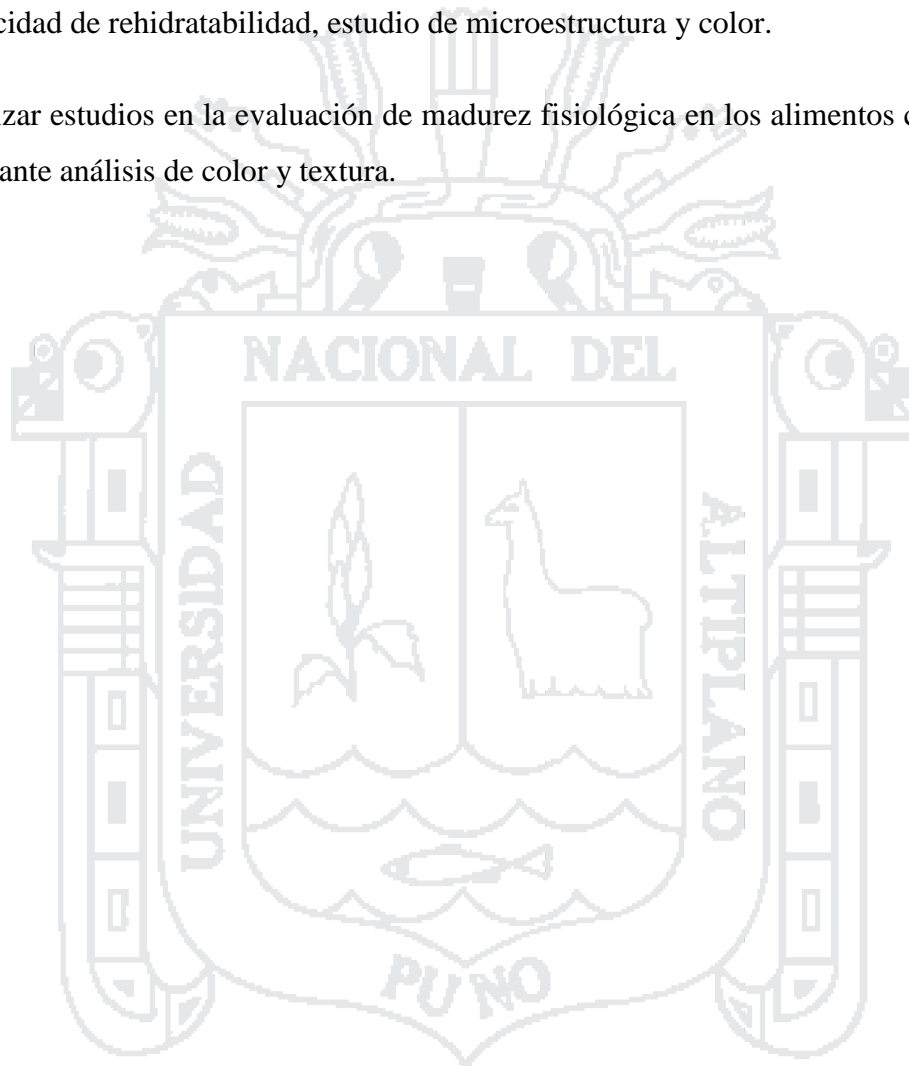 cidad de rehidratabilidad, estudio de microestructura y color.
zar estudios en la evaluación de madurez fisiológica en los alimentos
ante análisis de color y textura.
NACIONAL DEL
UNIVERSIDAD
ALTIPLANO
PUNO